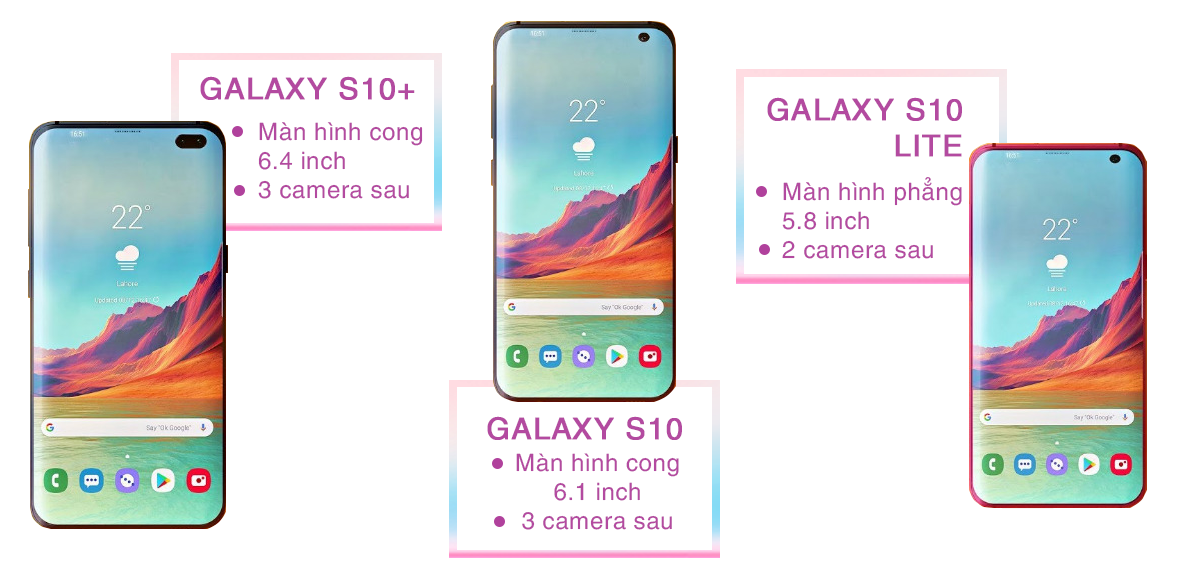 GALAXY S10+
Màn hình cong
6.4 inch
3 camera sau
16:51
22°
Lahore
Say "Ok Google"
16:51
22°
Lahore
Say "Ok Google"
GALAXY S10
Màn hình cong
6.1 inch
3 camera sau
GALAXY S10
LITE
Màn hình phẳng
5.8 inch
2 camera sau
16:51
22°
Lahore
Say "Ok Google"